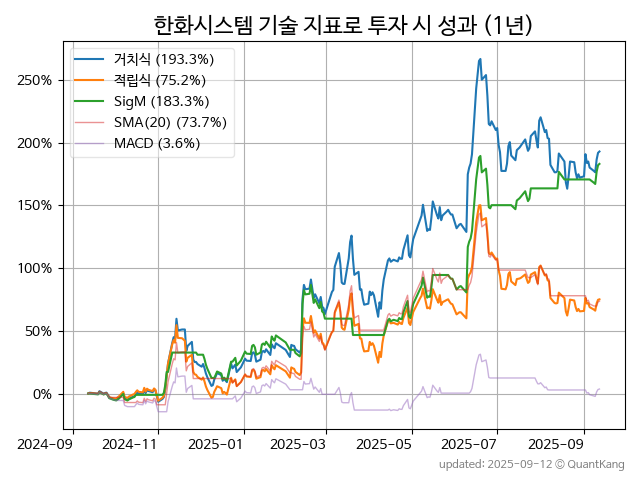 한화시스템 기술 지표로 투자 시 성과 (1년)
거치식 (193.3%)
적립식 (75.2%)
SigM (183.3%)
SMA(20) (73.7%)
MACD (3.6%)
250%
200%
150%
100%
50%
0%
2024-09 2024-11 2025-01 2025-03 2025-05 2025-07 2025-09
updated: 2025-09-12 © QuantKang